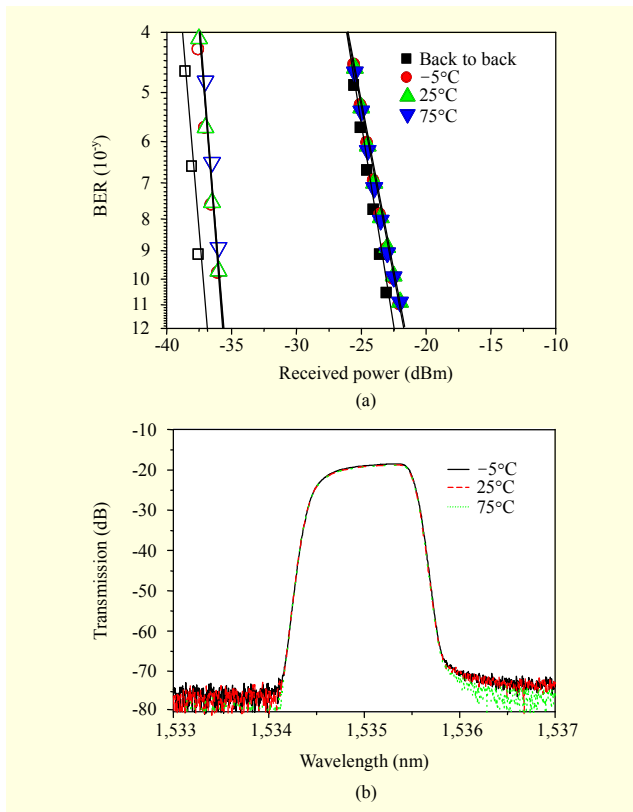 4
5
6
7
8
9
10
11
12
BER (10⁻ʸ)
Back to back
−5°C
25°C
75°C
-40 -35 -30 -25 -20 -15 -10
Received power (dBm)
(a)
-10
-20
-30
-40
-50
-60
-70
-80
Transmission (dB)
−5°C
25°C
75°C
1,533 1,534 1,535 1,536 1,537
Wavelength (nm)
(b)